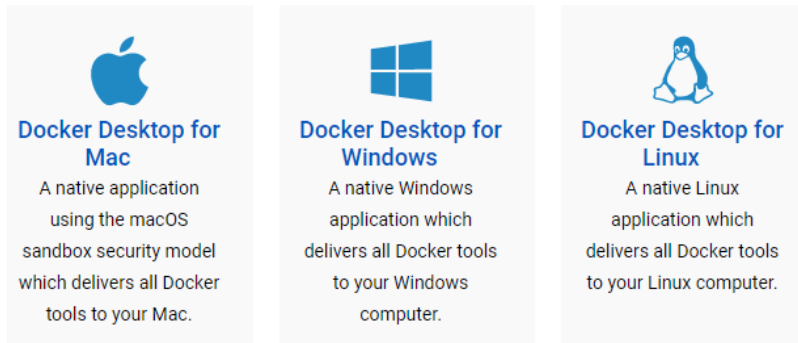 Docker Desktop for
Mac
A native application
using the macOS
sandbox security model
which delivers all Docker
tools to your Mac.
Docker Desktop for
Windows
A native Windows
application which
delivers all Docker tools
to your Windows
computer.
Docker Desktop for
Linux
A native Linux
application which
delivers all Docker tools
to your Linux computer.